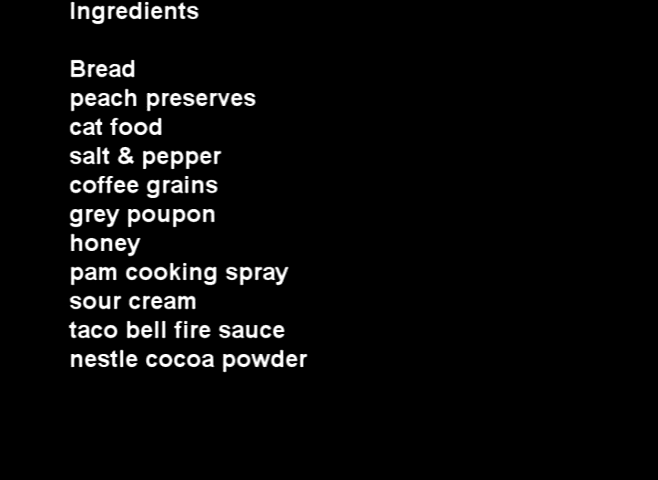 Ingredients
Bread
peach preserves
cat food
salt & pepper
coffee grains
grey poupon
honey
pam cooking spray
sour cream
taco bell fire sauce
nestle cocoa powder